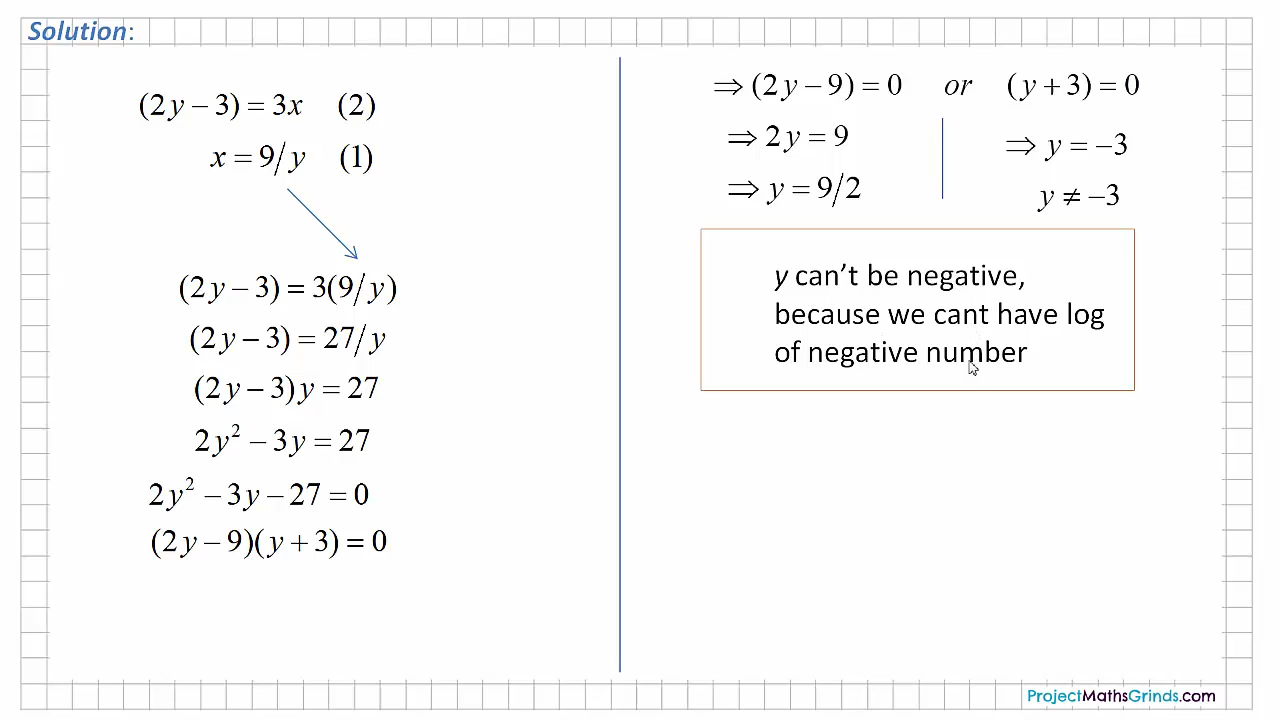 Solution:
(2y − 3) = 3x (2)
x = 9/y (1)
(2y − 3) = 3(9/y)
(2y − 3) = 27/y
(2y − 3)y = 27
2y² − 3y = 27
2y² − 3y − 27 = 0
(2y − 9)(y + 3) = 0
⇒ (2y − 9) = 0 or (y + 3) = 0
⇒ 2y = 9
⇒ y = 9/2
⇒ y = −3
y ≠ −3
y can’t be negative,
because we cant have log
of negative number
ProjectMathsGrinds.com